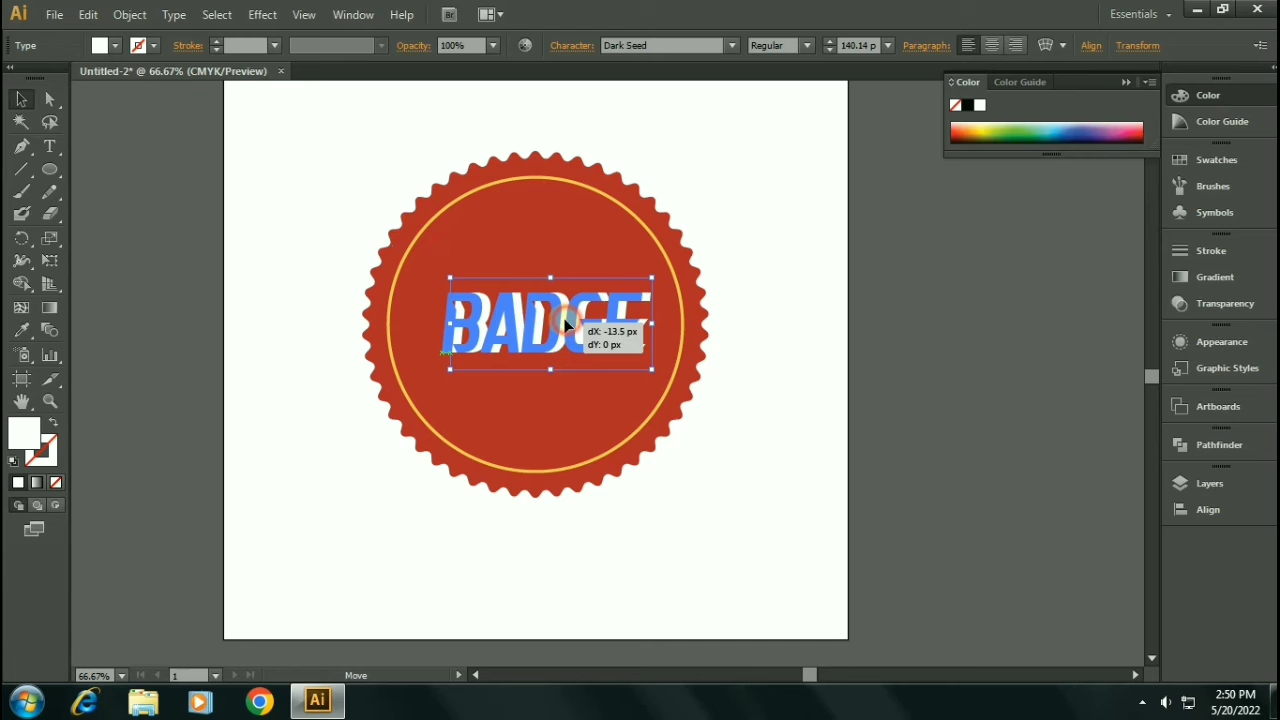 Ai File Edit Object Type Select Effect View Window Help Br Essentials
Type Stroke: Opacity: 100% Character: Dark Seed Regular 140.14 p Paragraph: Align Transform
Untitled-2* @ 66.67% (CMYK/Preview)
Color Color Guide
Color
Color Guide
Swatches
Brushes
Symbols
Stroke
Gradient
Transparency
Appearance
Graphic Styles
Artboards
Pathfinder
Layers
Align
BADGE
dX: -13.5 px
dY: 0 px
66.67% 1 Move
Ai
2:50 PM
5/20/2022